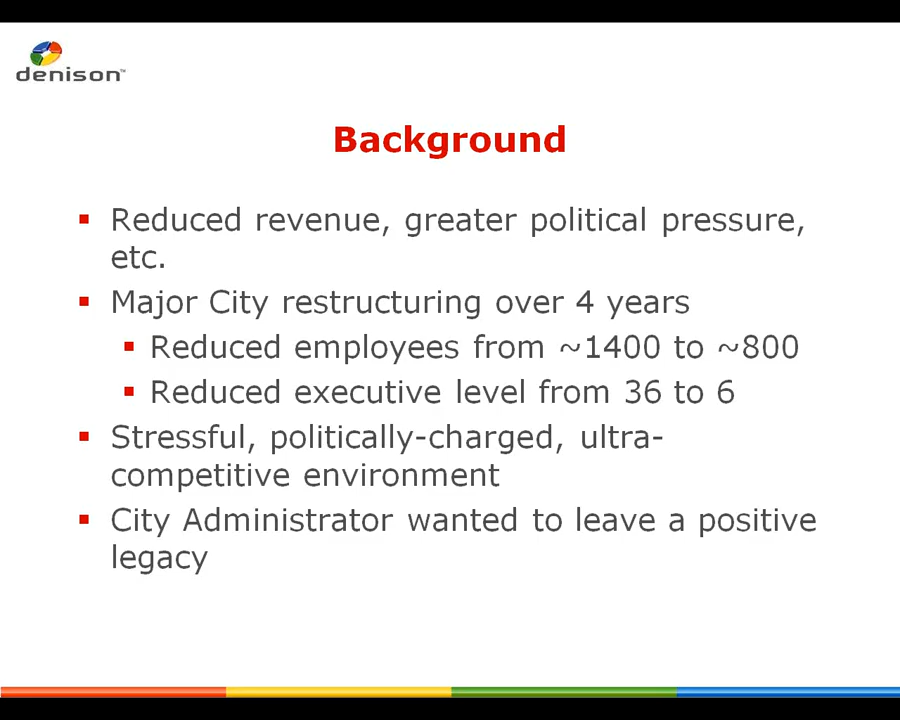 denison™
Background
▪ Reduced revenue, greater political pressure,
etc.
▪ Major City restructuring over 4 years
▪ Reduced employees from ~1400 to ~800
▪ Reduced executive level from 36 to 6
▪ Stressful, politically-charged, ultra-
competitive environment
▪ City Administrator wanted to leave a positive
legacy